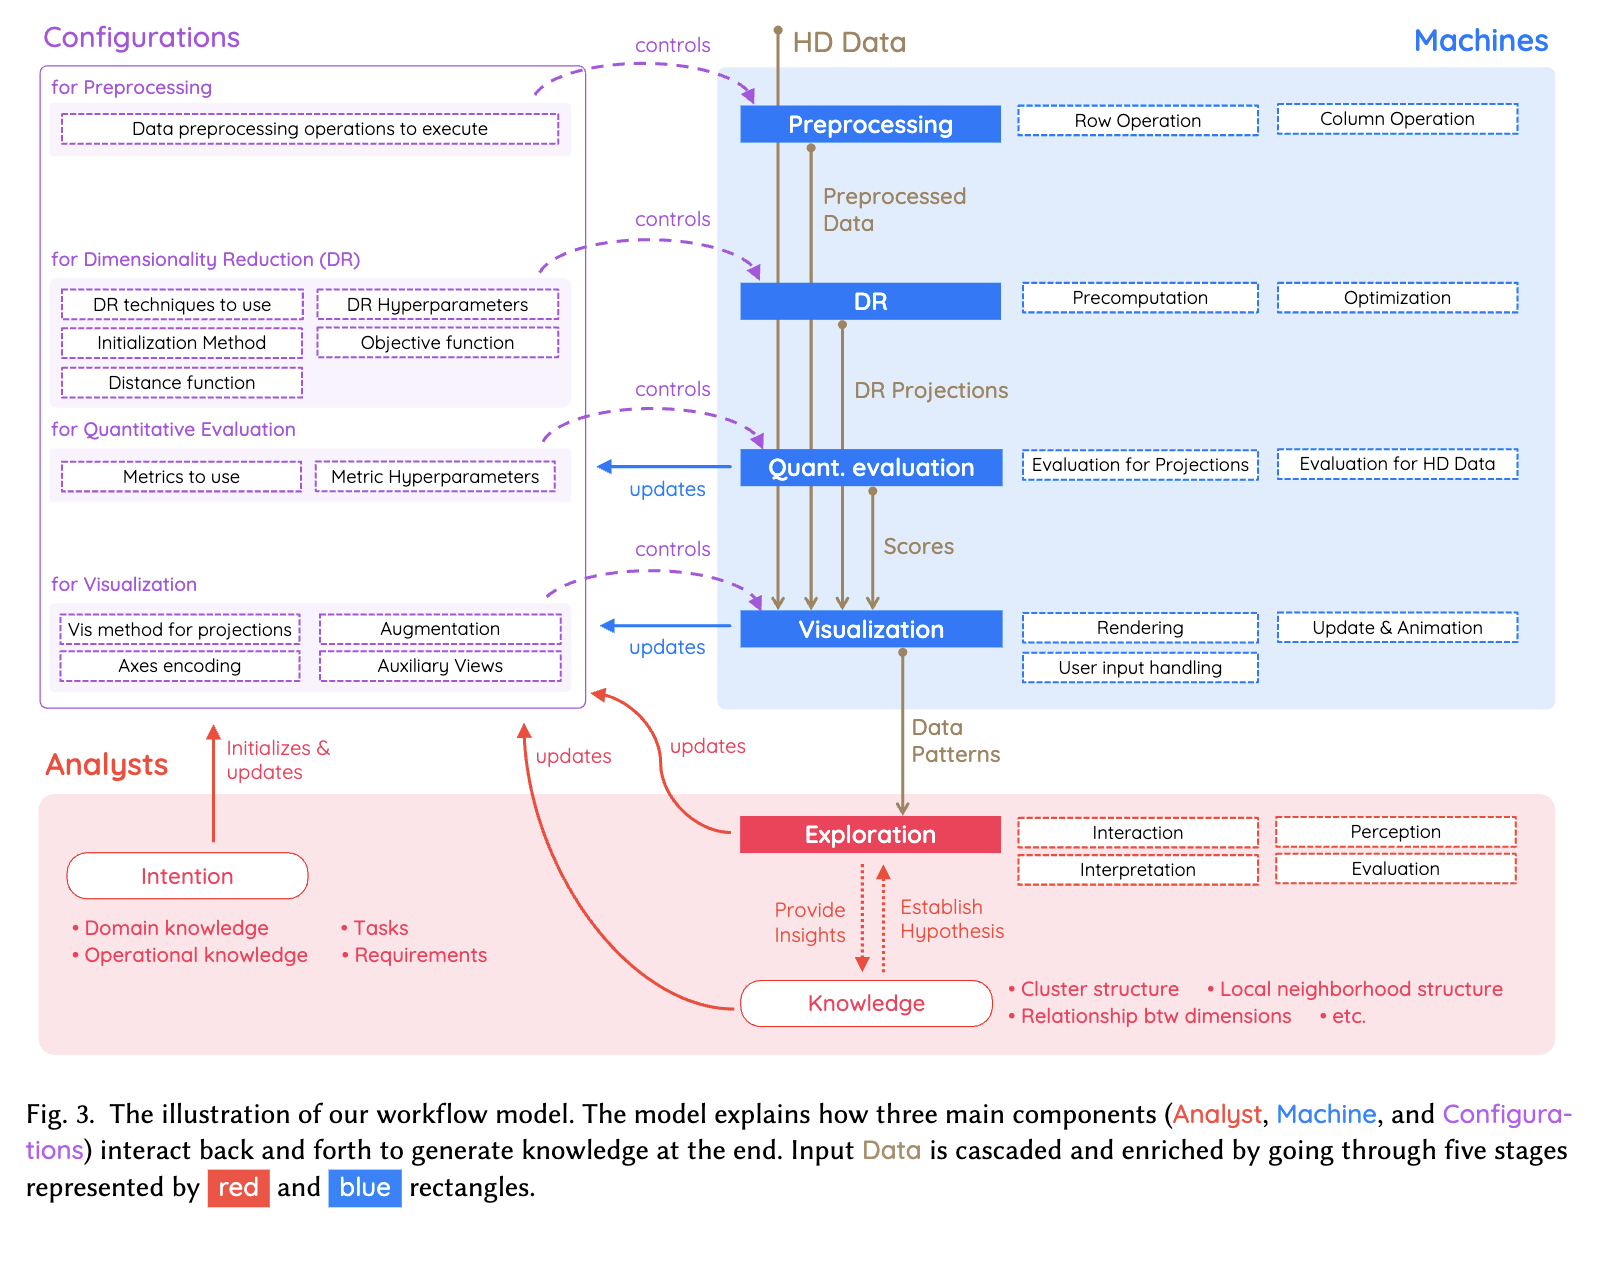 Configurations
controls
HD Data
Machines
for Preprocessing
Data preprocessing operations to execute
Preprocessing
Row Operation
Column Operation
Preprocessed
Data
controls
for Dimensionality Reduction (DR)
DR techniques to use
DR Hyperparameters
Initialization Method
Objective function
Distance function
DR
Precomputation
Optimization
DR Projections
controls
for Quantitative Evaluation
Metrics to use
Metric Hyperparameters
updates
Quant. evaluation
Evaluation for Projections
Evaluation for HD Data
Scores
controls
for Visualization
Vis method for projections
Augmentation
Axes encoding
Auxiliary Views
updates
Visualization
Rendering
Update & Animation
User input handling
Data
Patterns
Analysts
Initializes &
updates
updates
updates
Exploration
Interaction
Perception
Interpretation
Evaluation
Intention
• Domain knowledge
• Tasks
• Operational knowledge
• Requirements
Provide
Insights
Establish
Hypothesis
Knowledge
• Cluster structure
• Local neighborhood structure
• Relationship btw dimensions
• etc.
Fig. 3. The illustration of our workflow model. The model explains how three main components (Analyst, Machine, and Configura-
tions) interact back and forth to generate knowledge at the end. Input Data is cascaded and enriched by going through five stages
represented by red and blue rectangles.